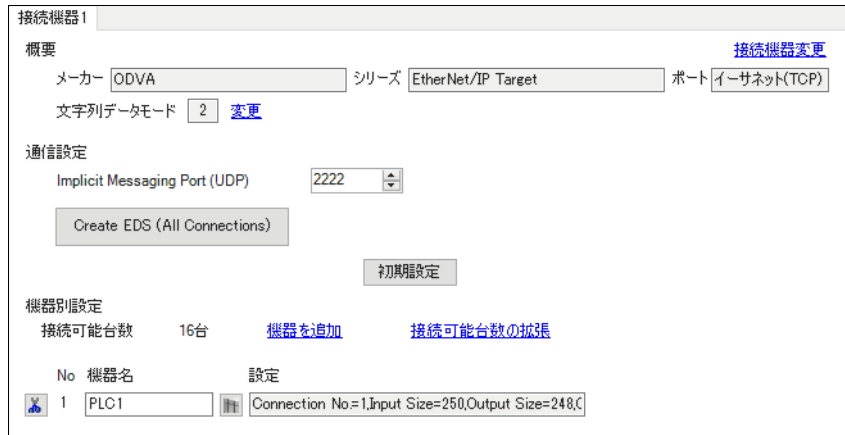 接続機器1
概要 接続機器変更
メーカー ODVA シリーズ EtherNet/IP Target ポート イーサネット(TCP)
文字列データモード 2 変更
通信設定
Implicit Messaging Port (UDP) 2222
Create EDS (All Connections)
初期設定
機器別設定
接続可能台数 16台 機器を追加 接続可能台数の拡張
No 機器名 設定
1 PLC1 Connection No.=1,Input Size=250,Output Size=248,C